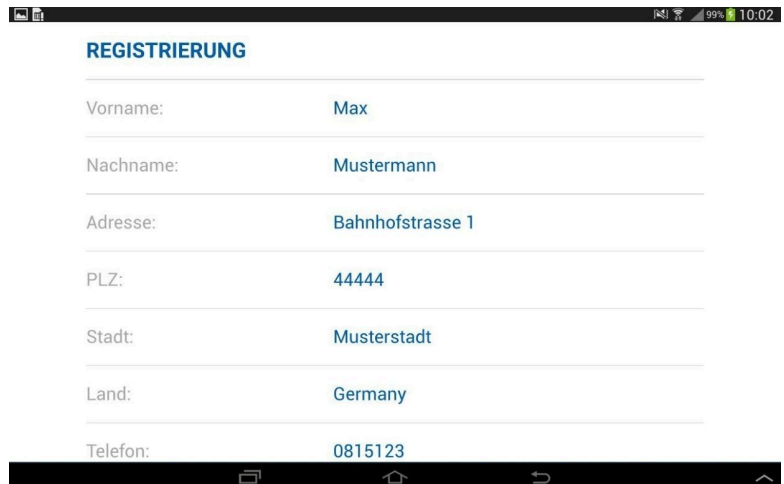 99% 10:02
REGISTRIERUNG
Vorname: Max
Nachname: Mustermann
Adresse: Bahnhofstrasse 1
PLZ: 44444
Stadt: Musterstadt
Land: Germany
Telefon: 0815123